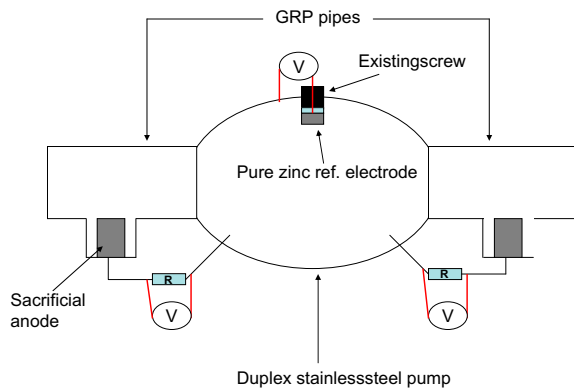 GRP pipes
V
Existingscrew
Pure zinc ref. electrode
R
R
Sacrificial
anode
V
V
Duplex stainlesssteel pump